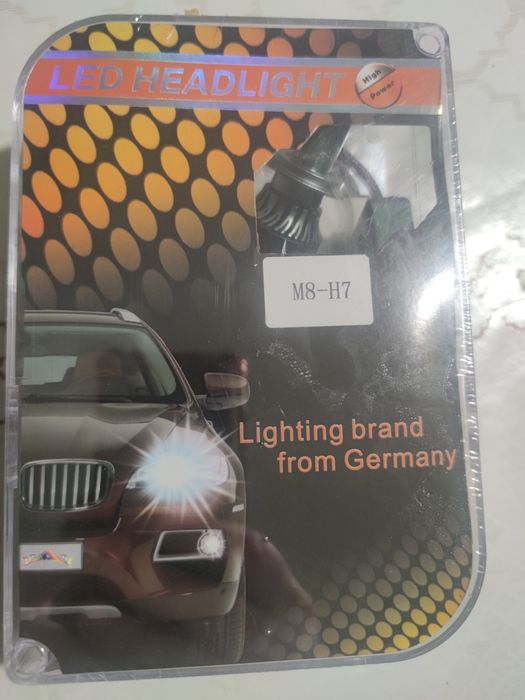 LED HEADLIGHT
High
Power
M8-H7
Lighting brand
from Germany